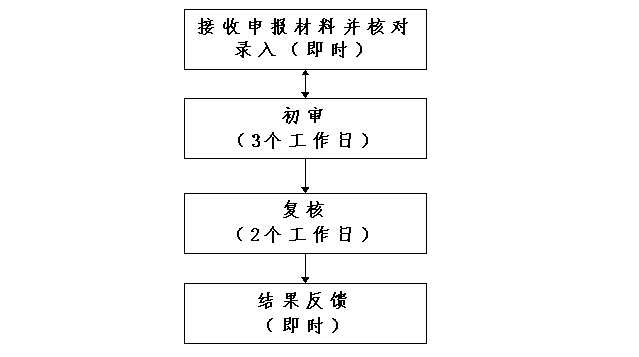 接收申报材料并核对
录入（即时）
初审
（3个工作日）
复核
（2个工作日）
结果反馈
（即时）